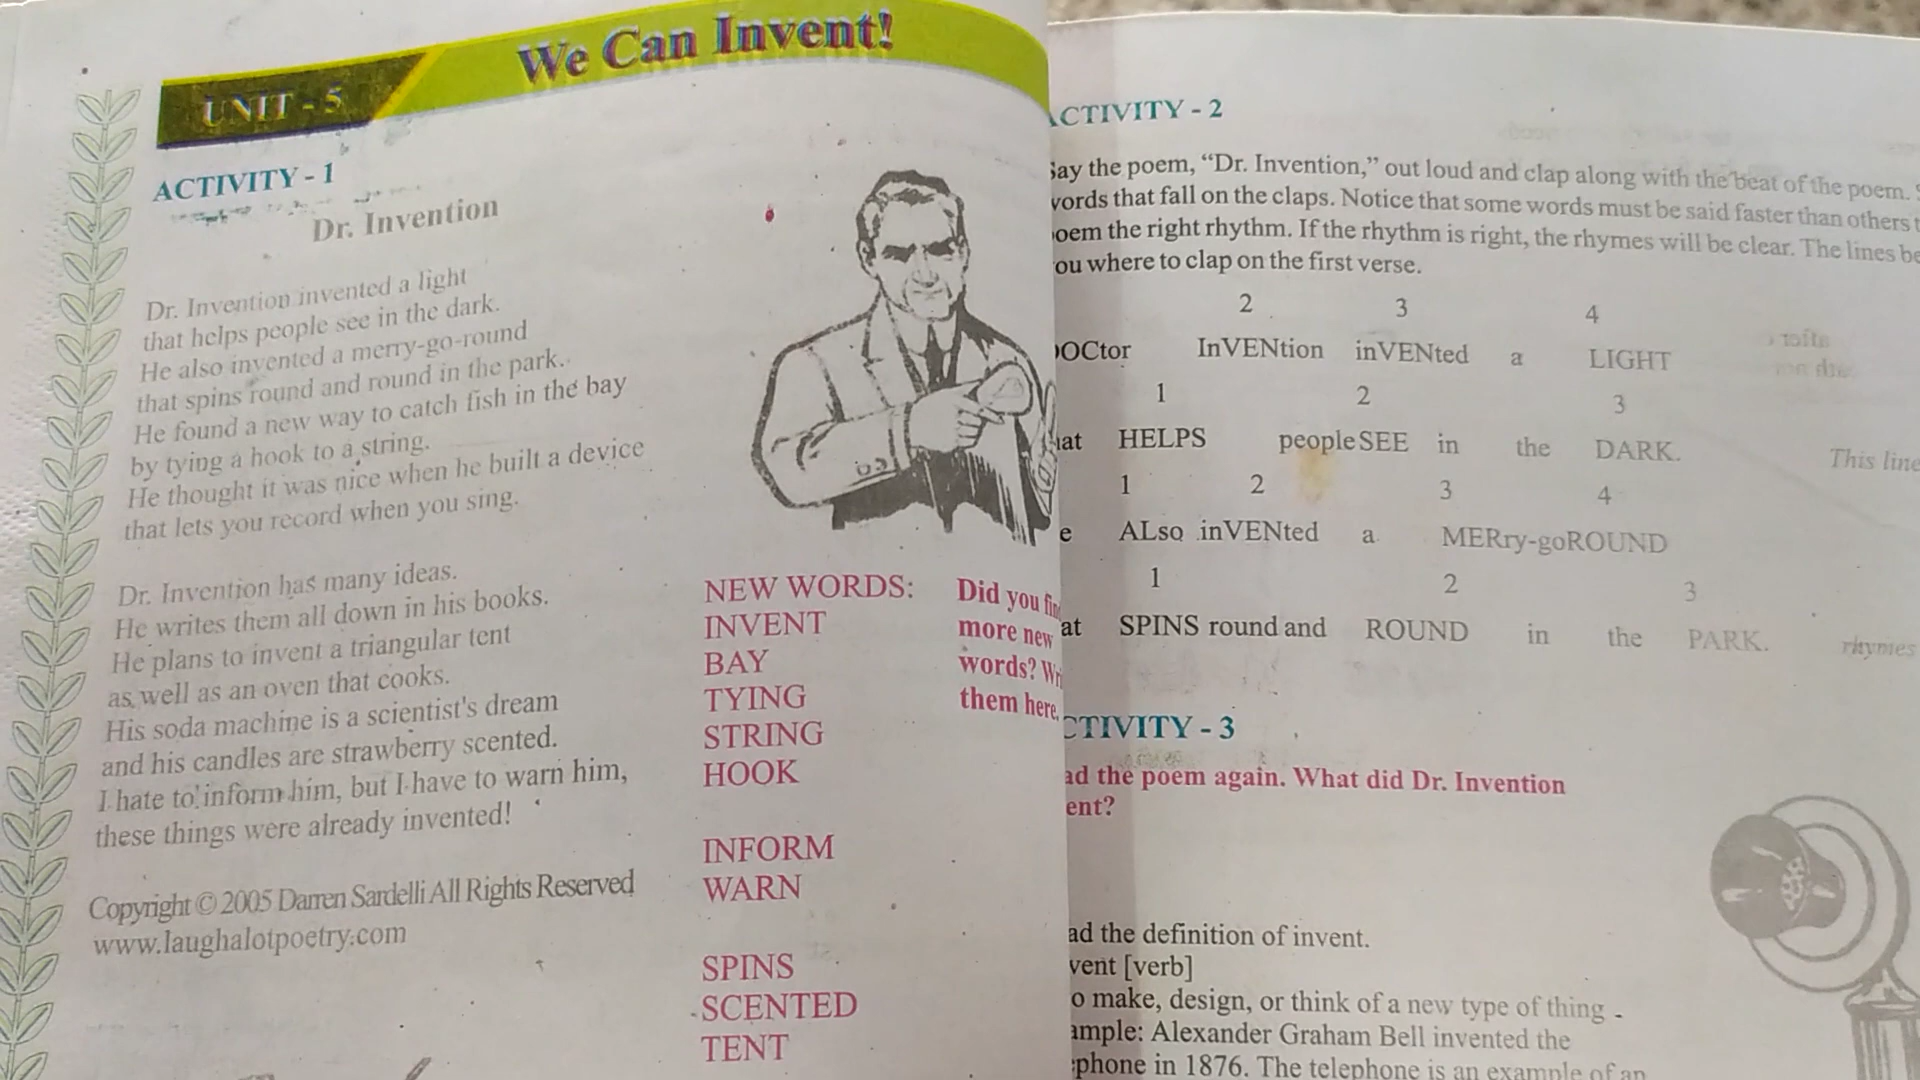 We Can Invent!
UNIT - 5
ACTIVITY - 1
Dr. Invention
Dr. Invention invented a light
that helps people see in the dark.
He also invented a merry-go-round
that spins round and round in the park.
He found a new way to catch fish in the bay
by tying a hook to a string.
He thought it was nice when he built a device
that lets you record when you sing.
Dr. Invention has many ideas.
He writes them all down in his books.
He plans to invent a triangular tent
as well as an oven that cooks.
His soda machine is a scientist's dream
and his candles are strawberry scented.
I hate to inform him, but I have to warn him,
these things were already invented!
Copyright © 2005 Darren Sardelli All Rights Reserved
www.laughalotpoetry.com
NEW WORDS:
INVENT
BAY
TYING
STRING
HOOK
INFORM
WARN
SPINS
SCENTED
TENT
Did you
more new
words?
them here.
ACTIVITY - 2
Say the poem, “Dr. Invention,” out loud and clap along with the beat of the poem.
words that fall on the claps. Notice that some words must be said faster than others
the right rhythm. If the rhythm is right, the rhymes will be clear. The lines
where to clap on the first verse.
2 3 4
InVENtion inVENted a LIGHT
1 2 3
HELPS people SEE in the DARK. This line
1 2 3 4
ALso inVENted a MERry-goROUND
1 2 3
SPINS round and ROUND in the PARK. rhymes
CTIVITY - 3
the poem again. What did Dr. Invention
ent?
the definition of invent.
[verb]
make, design, or think of a new type of thing -
Alexander Graham Bell invented the
phone in 1876. The telephone is an example of an